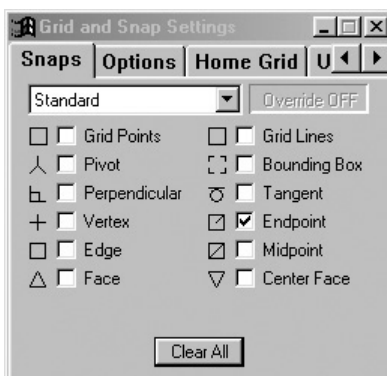 Grid and Snap Settings
Snaps Options Home Grid U
Standard Override OFF
Grid Points Grid Lines
Pivot Bounding Box
Perpendicular Tangent
Vertex Endpoint
Edge Midpoint
Face Center Face
Clear All